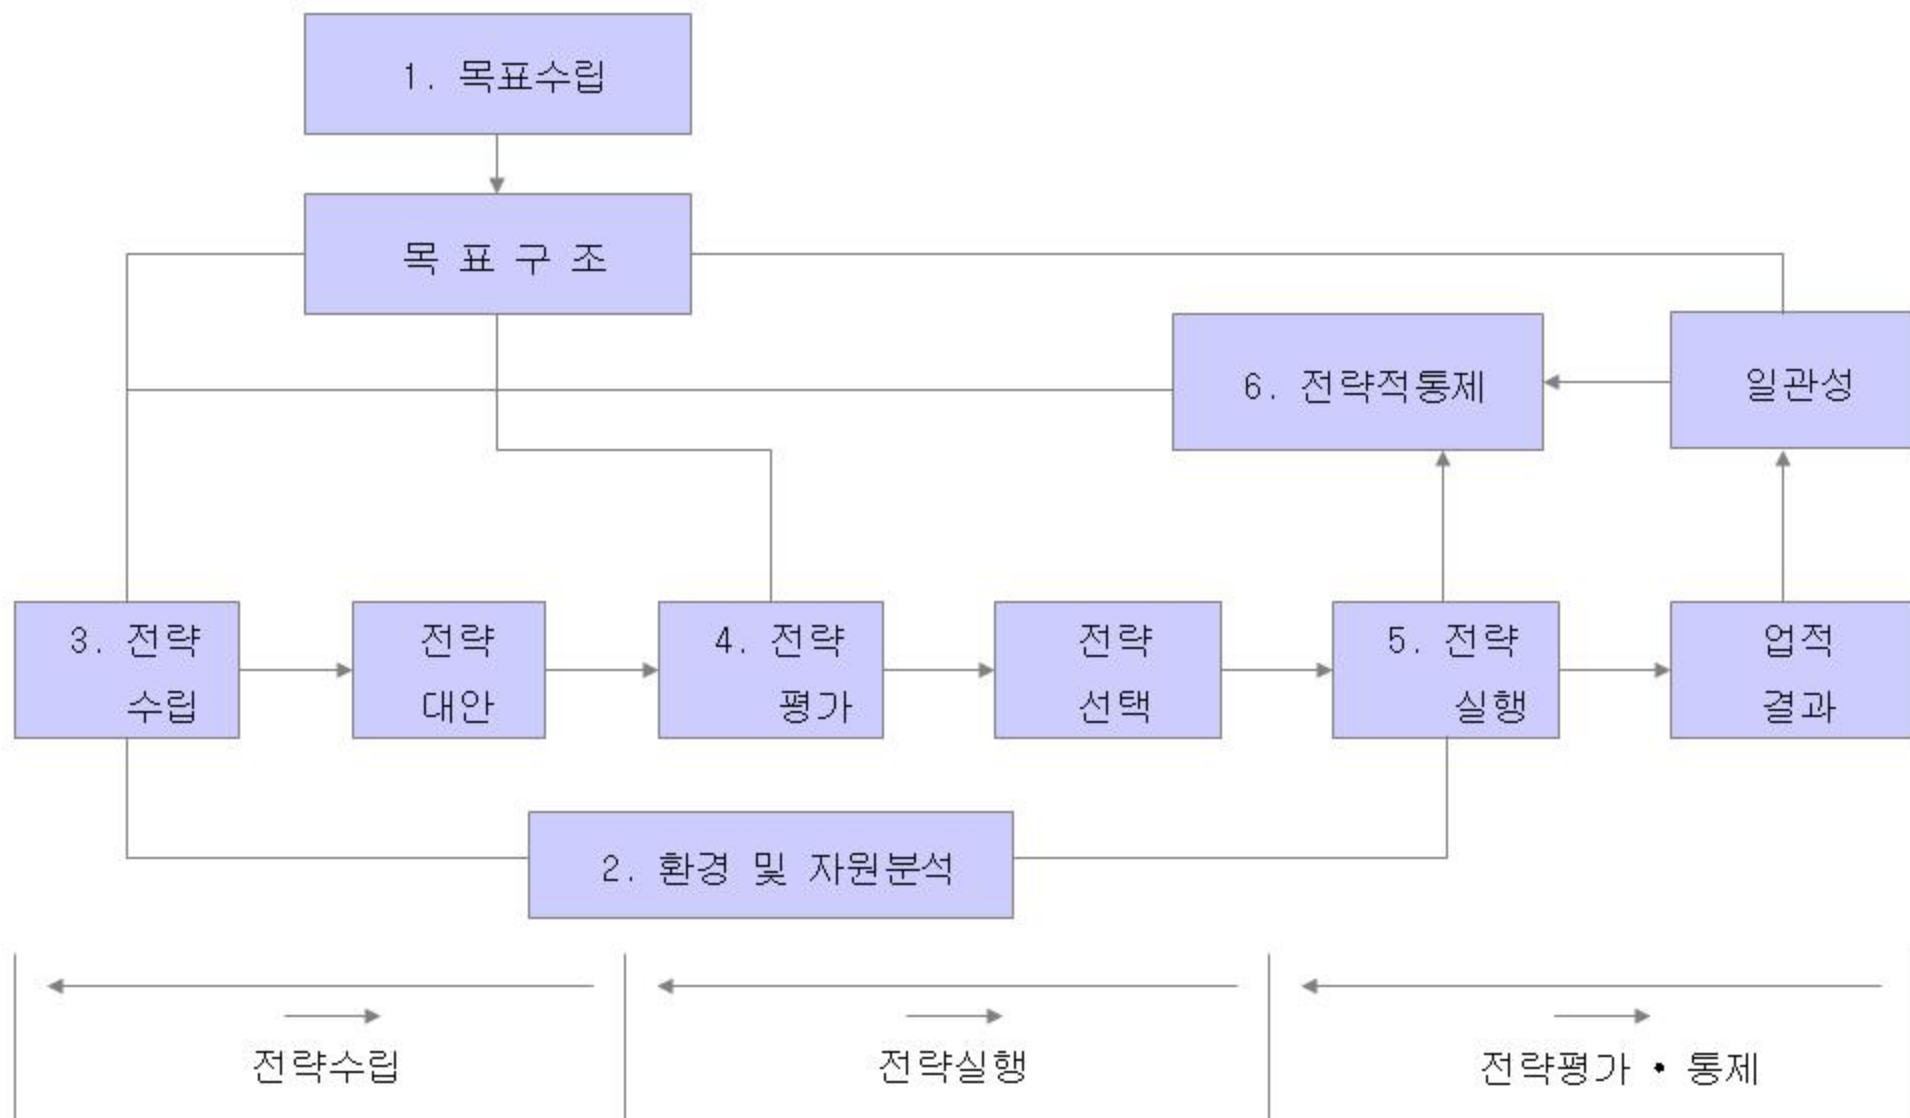 1. 목표수립
목 표 구 조
6. 전략적통제
일관성
3. 전략
수립
전략
대안
4. 전략
평가
전략
선택
5. 전략
실행
업적
결과
2. 환경 및 자원분석
전략수립
전략실행
전략평가 • 통제